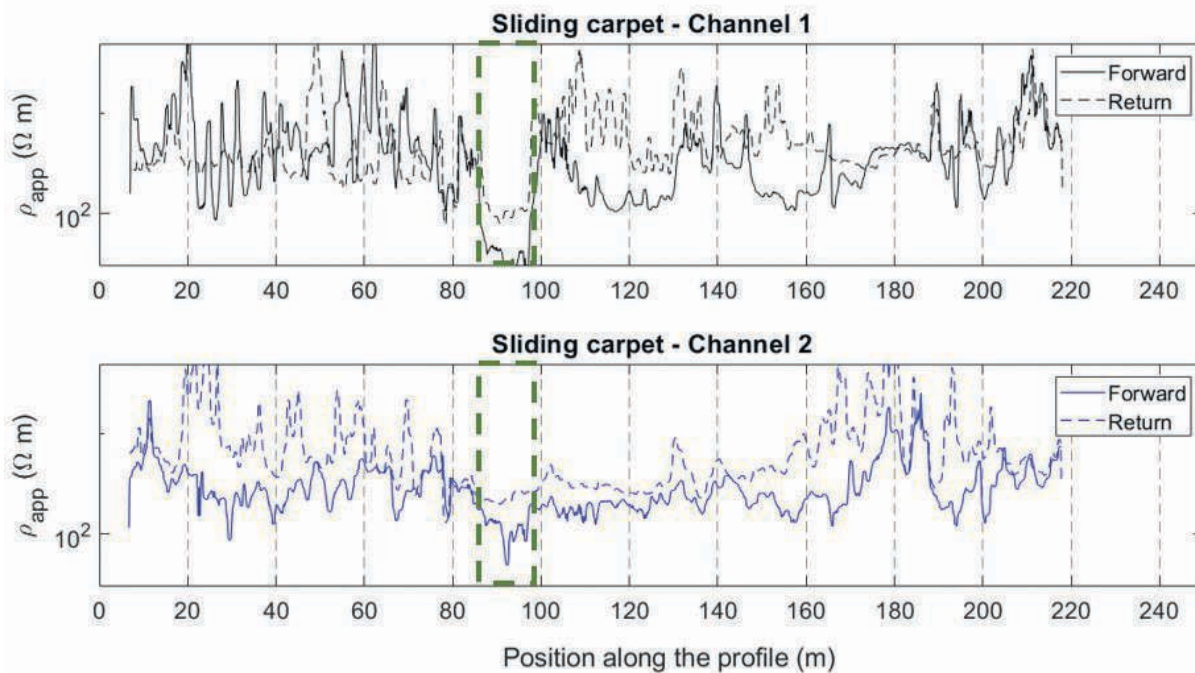 Sliding carpet - Channel 1
ρapp (Ω m)
10²
Forward
Return
0 20 40 60 80 100 120 140 160 180 200 220 240
Sliding carpet - Channel 2
ρapp (Ω m)
10²
Forward
Return
0 20 40 60 80 100 120 140 160 180 200 220 240
Position along the profile (m)